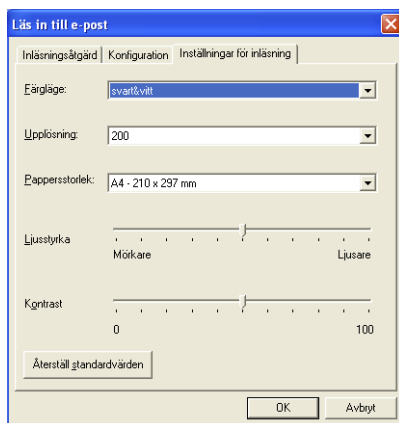 Läs in till e-post
Inläsningsåtgärd Konfiguration Inställningar för inläsning
Färgläge: svart&vitt
Upplösning: 200
Pappersstorlek: A4 - 210 x 297 mm
Ljusstyrka
Mörkare Ljusare
Kontrast
0 100
Återställ standardvärden
OK Avbryt